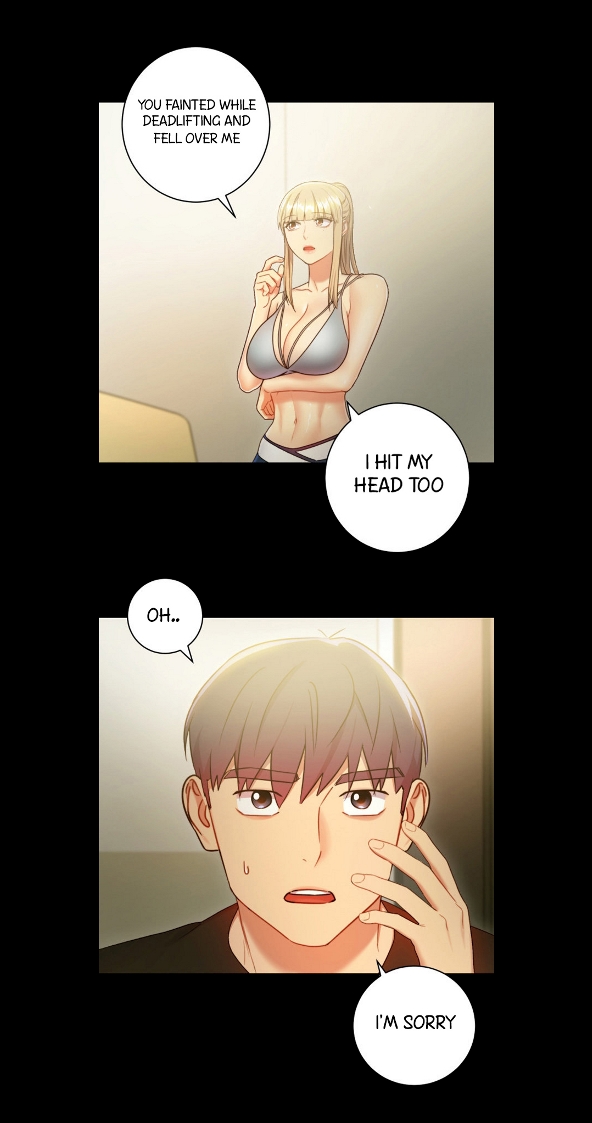 YOU FAINTED WHILE
DEADLIFTING AND
FELL OVER ME
I HIT MY
HEAD TOO
OH..
I'M SORRY